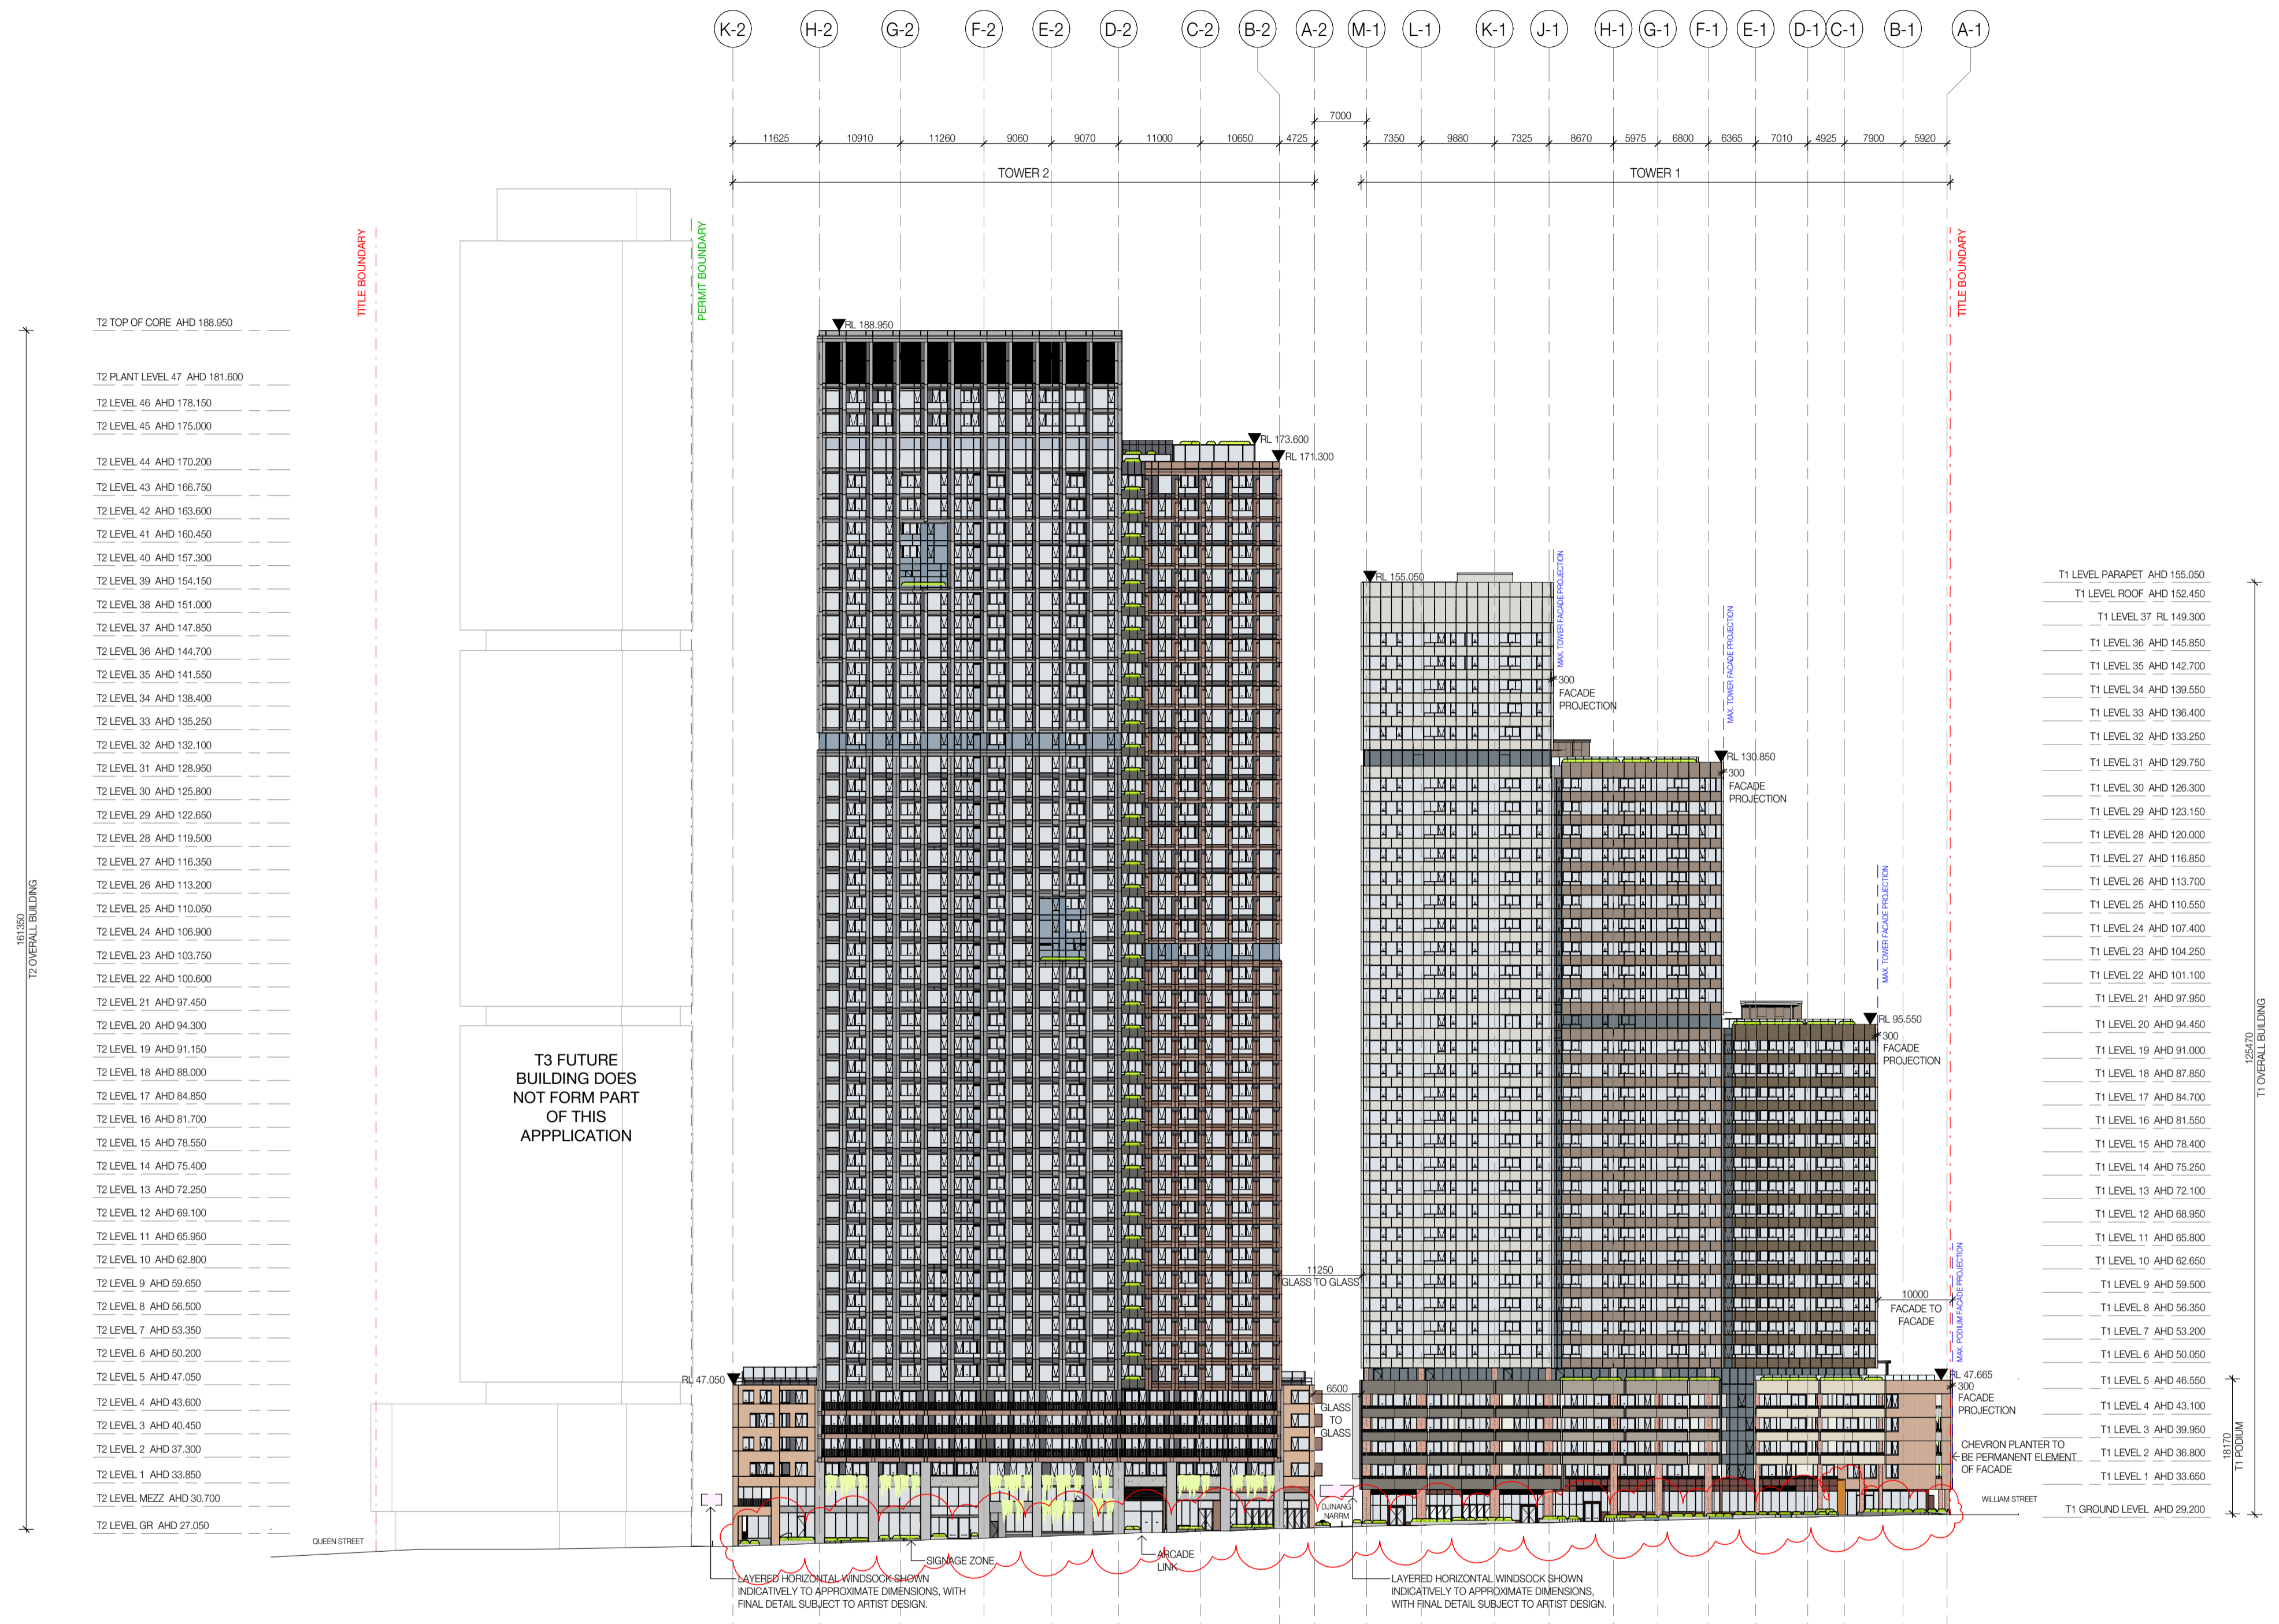 K-2 H-2 G-2 F-2 E-2 D-2 C-2 B-2 A-2 M-1 L-1 K-1 J-1 H-1 G-1 F-1 E-1 D-1 C-1 B-1 A-1
7000
11625 10910 11260 9060 9070 11000 10650 4725 7350 9880 7325 8670 5975 6800 6365 7010 4925 7900 5920
TOWER 2
TOWER 1
TITLE BOUNDARY
PERMIT BOUNDARY
TITLE BOUNDARY
T2 TOP OF CORE AHD 188.950
T2 PLANT LEVEL 47 AHD 181.600
T2 LEVEL 46 AHD 178.150
T2 LEVEL 45 AHD 175.000
T2 LEVEL 44 AHD 170.200
T2 LEVEL 43 AHD 166.750
T2 LEVEL 42 AHD 163.600
T2 LEVEL 41 AHD 160.450
T2 LEVEL 40 AHD 157.300
T2 LEVEL 39 AHD 154.150
T2 LEVEL 38 AHD 151.000
T2 LEVEL 37 AHD 147.850
T2 LEVEL 36 AHD 144.700
T2 LEVEL 35 AHD 141.550
T2 LEVEL 34 AHD 138.400
T2 LEVEL 33 AHD 135.250
T2 LEVEL 32 AHD 132.100
T2 LEVEL 31 AHD 128.950
T2 LEVEL 30 AHD 125.800
T2 LEVEL 29 AHD 122.650
T2 LEVEL 28 AHD 119.500
T2 LEVEL 27 AHD 116.350
T2 LEVEL 26 AHD 113.200
T2 LEVEL 25 AHD 110.050
T2 LEVEL 24 AHD 106.900
T2 LEVEL 23 AHD 103.750
T2 LEVEL 22 AHD 100.600
T2 LEVEL 21 AHD 97.450
T2 LEVEL 20 AHD 94.300
T2 LEVEL 19 AHD 91.150
T2 LEVEL 18 AHD 88.000
T2 LEVEL 17 AHD 84.850
T2 LEVEL 16 AHD 81.700
T2 LEVEL 15 AHD 78.550
T2 LEVEL 14 AHD 75.400
T2 LEVEL 13 AHD 72.250
T2 LEVEL 12 AHD 69.100
T2 LEVEL 11 AHD 65.950
T2 LEVEL 10 AHD 62.800
T2 LEVEL 9 AHD 59.650
T2 LEVEL 8 AHD 56.500
T2 LEVEL 7 AHD 53.350
T2 LEVEL 6 AHD 50.200
T2 LEVEL 5 AHD 47.050
T2 LEVEL 4 AHD 43.600
T2 LEVEL 3 AHD 40.450
T2 LEVEL 2 AHD 37.300
T2 LEVEL 1 AHD 33.850
T2 LEVEL MEZZ AHD 30.700
T2 LEVEL GR AHD 27.050
161350
T2 OVERALL BUILDING
QUEEN STREET
T3 FUTURE
BUILDING DOES
NOT FORM PART
OF THIS
APPPLICATION
RL 188.950
RL 173.600
RL 171.300
RL 47.050
RL 155.050
MAX. TOWER FACADE PROJECTION
300
FACADE
PROJECTION
MAX. TOWER FACADE PROJECTION
RL 130.850
300
FACADE
PROJECTION
MAX. TOWER FACADE PROJECTION
RL 95.550
300
FACADE
PROJECTION
11250
GLASS TO GLASS
10000
FACADE TO
FACADE
MAX. PODIUM FACADE PROJECTION
6500
GLASS
TO
GLASS
RL 47.665
300
FACADE
PROJECTION
CHEVRON PLANTER TO
BE PERMANENT ELEMENT
OF FACADE
DJINANG
NARRM
WILLIAM STREET
SIGNAGE ZONE
ARCADE
LINK
LAYERED HORIZONTAL WINDSOCK SHOWN
INDICATIVELY TO APPROXIMATE DIMENSIONS, WITH
FINAL DETAIL SUBJECT TO ARTIST DESIGN.
LAYERED HORIZONTAL WINDSOCK SHOWN
INDICATIVELY TO APPROXIMATE DIMENSIONS,
WITH FINAL DETAIL SUBJECT TO ARTIST DESIGN.
T1 LEVEL PARAPET AHD 155.050
T1 LEVEL ROOF AHD 152.450
T1 LEVEL 37 RL 149.300
T1 LEVEL 36 AHD 145.850
T1 LEVEL 35 AHD 142.700
T1 LEVEL 34 AHD 139.550
T1 LEVEL 33 AHD 136.400
T1 LEVEL 32 AHD 133.250
T1 LEVEL 31 AHD 129.750
T1 LEVEL 30 AHD 126.300
T1 LEVEL 29 AHD 123.150
T1 LEVEL 28 AHD 120.000
T1 LEVEL 27 AHD 116.850
T1 LEVEL 26 AHD 113.700
T1 LEVEL 25 AHD 110.550
T1 LEVEL 24 AHD 107.400
T1 LEVEL 23 AHD 104.250
T1 LEVEL 22 AHD 101.100
T1 LEVEL 21 AHD 97.950
T1 LEVEL 20 AHD 94.450
T1 LEVEL 19 AHD 91.000
T1 LEVEL 18 AHD 87.850
T1 LEVEL 17 AHD 84.700
T1 LEVEL 16 AHD 81.550
T1 LEVEL 15 AHD 78.400
T1 LEVEL 14 AHD 75.250
T1 LEVEL 13 AHD 72.100
T1 LEVEL 12 AHD 68.950
T1 LEVEL 11 AHD 65.800
T1 LEVEL 10 AHD 62.650
T1 LEVEL 9 AHD 59.500
T1 LEVEL 8 AHD 56.350
T1 LEVEL 7 AHD 53.200
T1 LEVEL 6 AHD 50.050
T1 LEVEL 5 AHD 46.550
T1 LEVEL 4 AHD 43.100
T1 LEVEL 3 AHD 39.950
T1 LEVEL 2 AHD 36.800
T1 LEVEL 1 AHD 33.650
T1 GROUND LEVEL AHD 29.200
18170
T1 PODIUM
125470
T1 OVERALL BUILDING